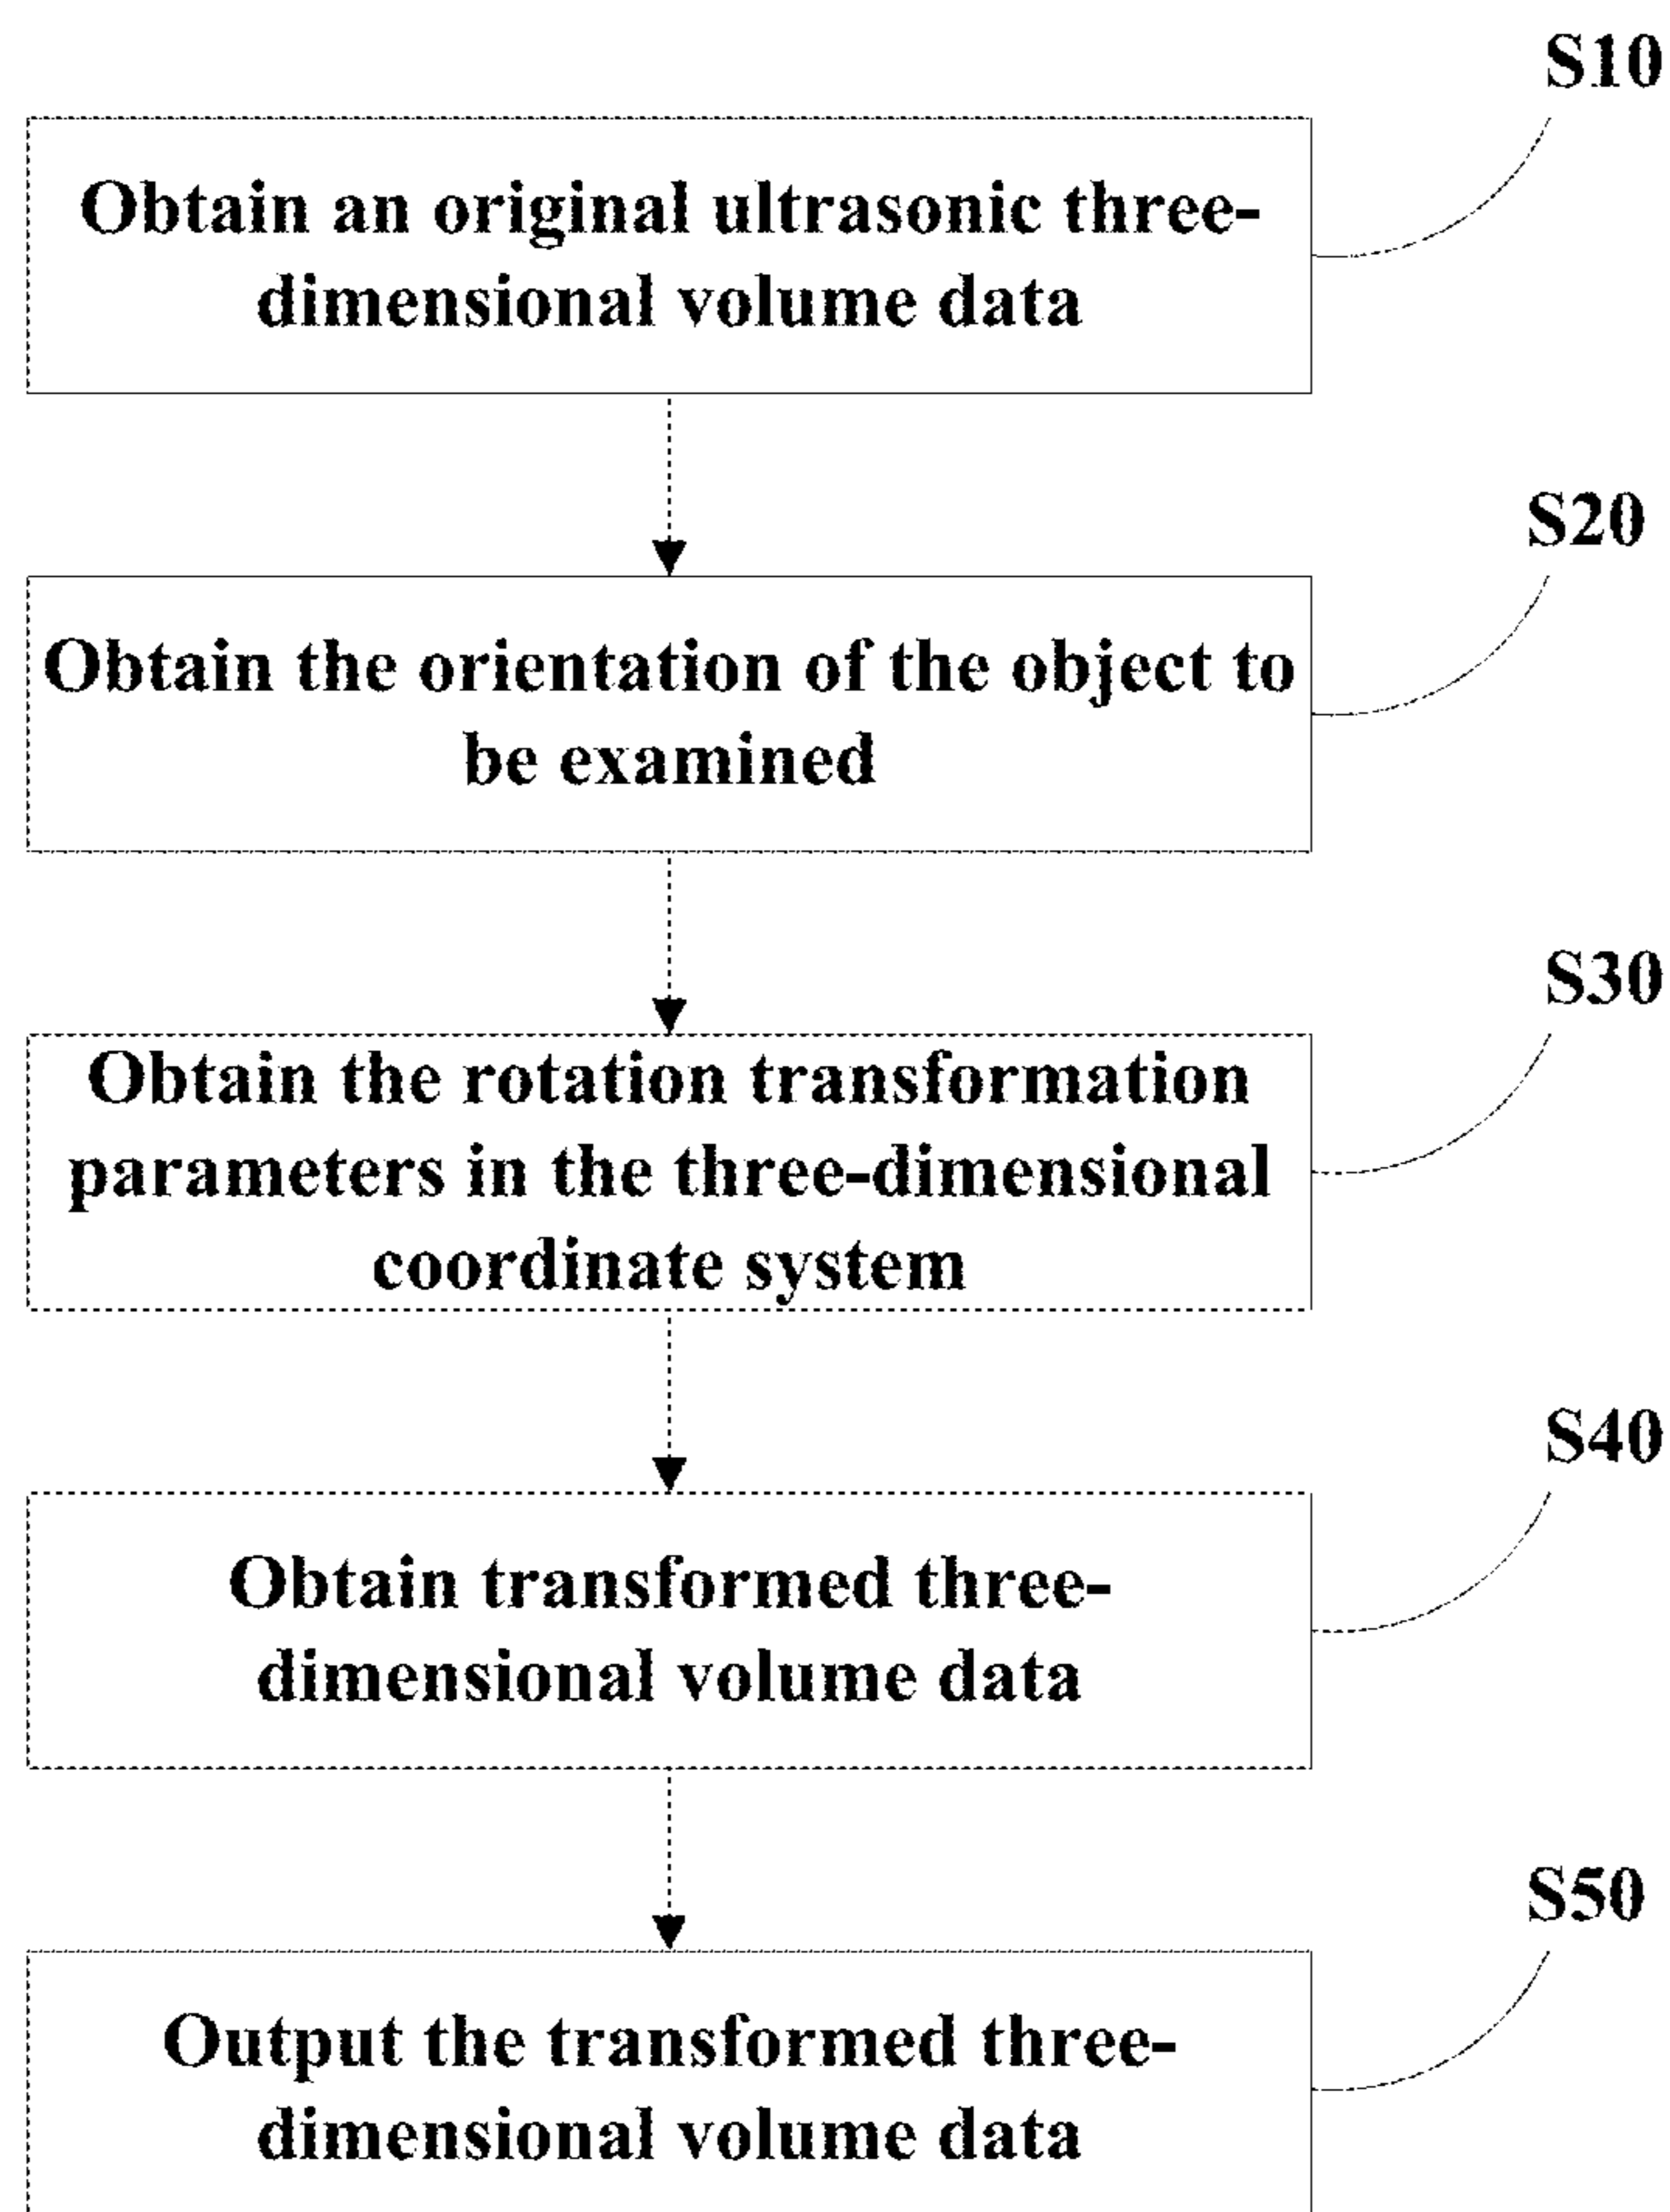 S10
Obtain an original ultrasonic three-
dimensional volume data
S20
Obtain the orientation of the object to
be examined
S30
Obtain the rotation transformation
parameters in the three-dimensional
coordinate system
S40
Obtain transformed three-
dimensional volume data
S50
Output the transformed three-
dimensional volume data